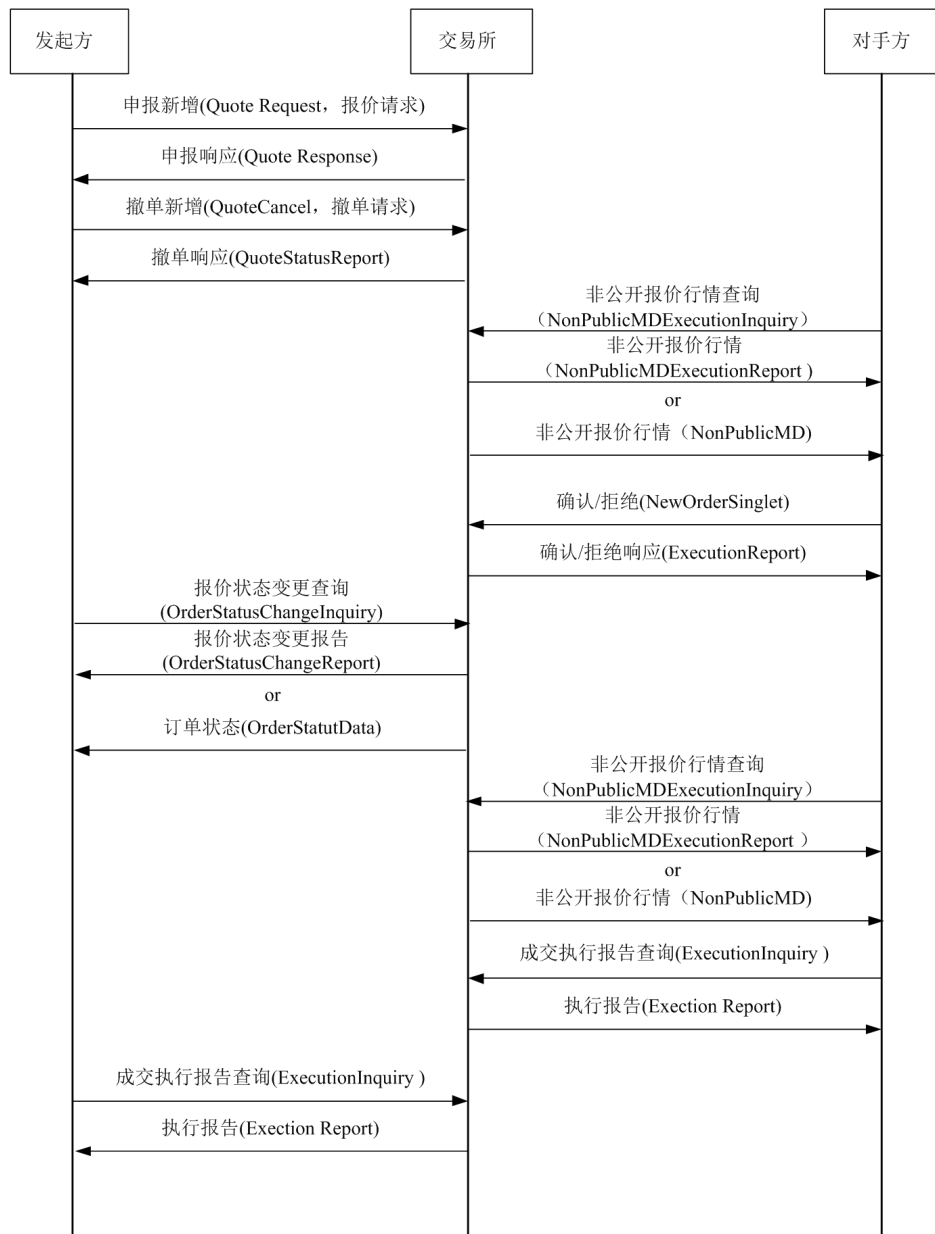 发起方
交易所
对手方
申报新增(Quote Request，报价请求)
申报响应(Quote Response)
撤单新增(QuoteCancel，撤单请求)
撤单响应(QuoteStatusReport)
非公开报价行情查询
（NonPublicMDExecutionInquiry）
非公开报价行情
（NonPublicMDExecutionReport )
or
非公开报价行情（NonPublicMD)
确认/拒绝(NewOrderSinglet)
确认/拒绝响应(ExecutionReport)
报价状态变更查询
(OrderStatusChangeInquiry)
报价状态变更报告
(OrderStatusChangeReport)
or
订单状态(OrderStatutData)
非公开报价行情查询
（NonPublicMDExecutionInquiry）
非公开报价行情
（NonPublicMDExecutionReport ）
or
非公开报价行情（NonPublicMD)
成交执行报告查询(ExecutionInquiry )
执行报告(Exection Report)
成交执行报告查询(ExecutionInquiry )
执行报告(Exection Report)